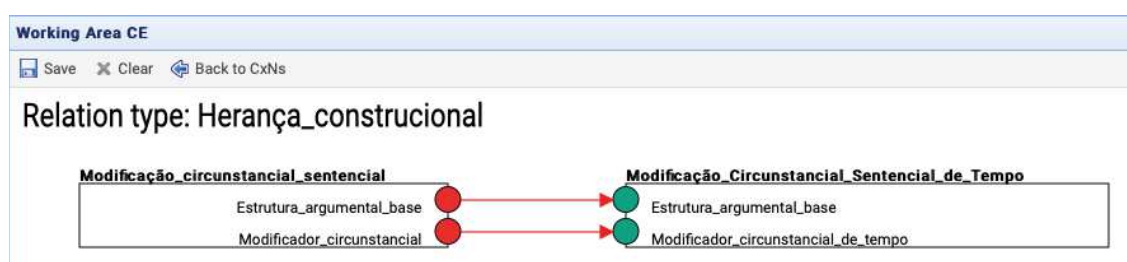 Working Area CE
Save Clear Back to CxNs
Relation type: Herança_construcional
Modificação_circunstancial_sentencial Modificação_Circunstancial_Sentencial_de_Tempo
Estrutura_argumental_base Estrutura_argumental_base
Modificador_circunstancial Modificador_circunstancial_de_tempo